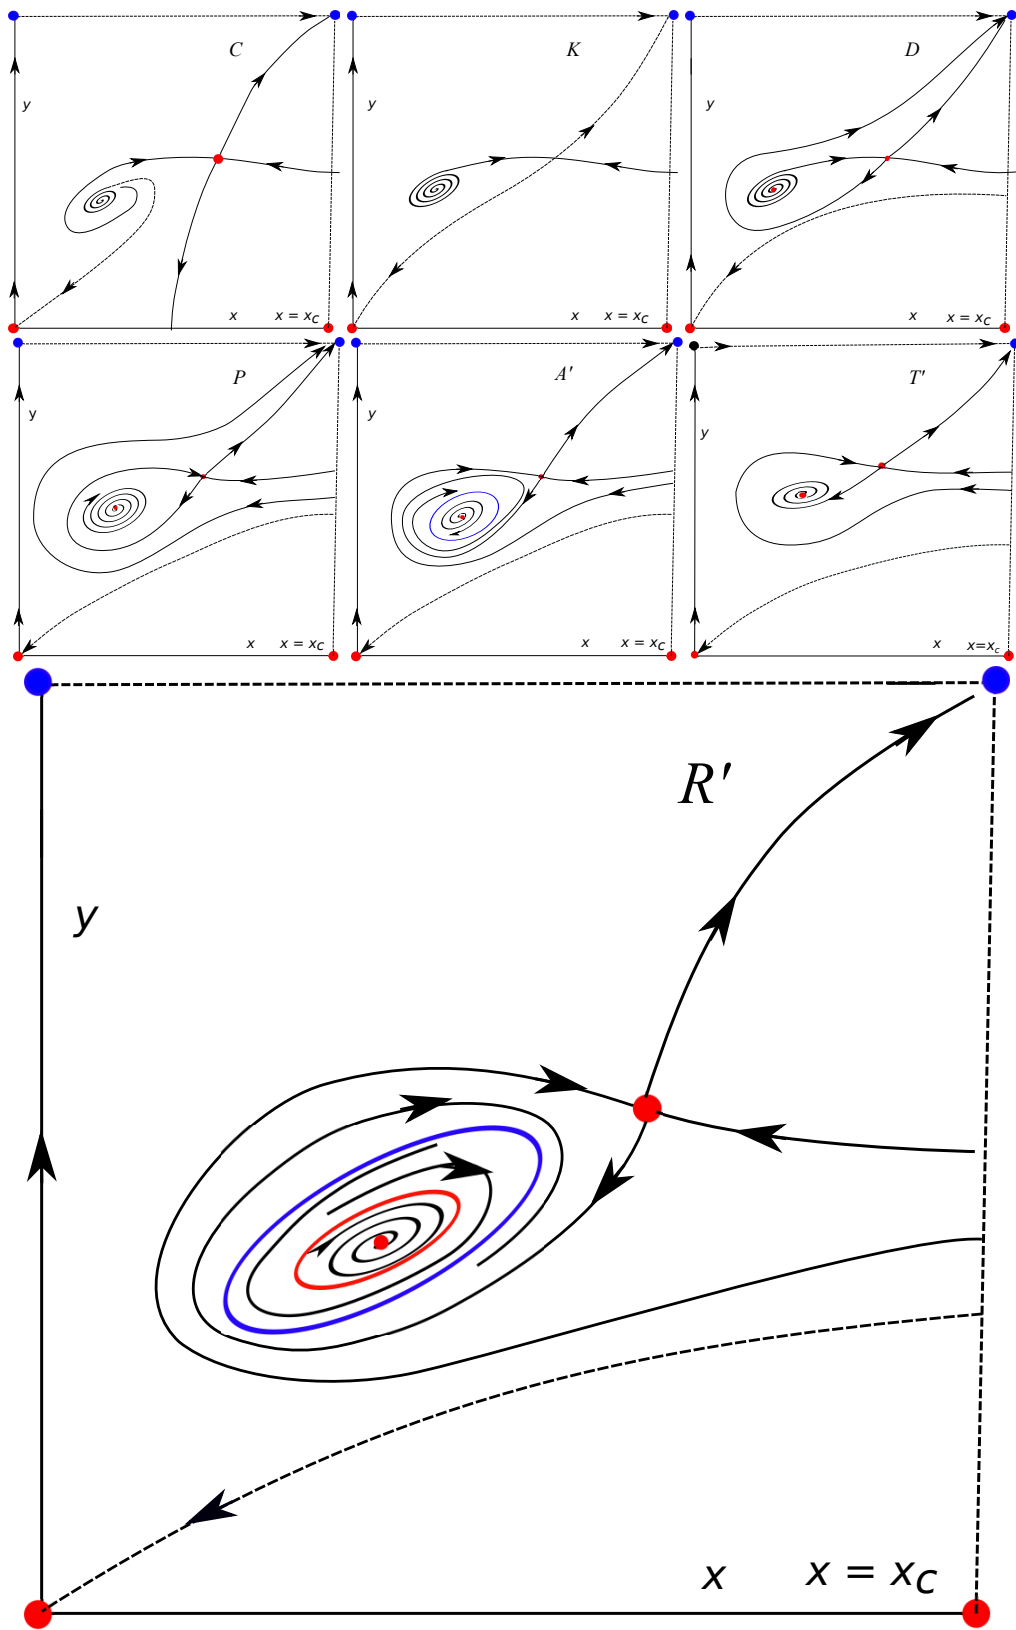 C
y
x x = xC
K
y
x x = xC
D
y
x x = xC
P
y
x x = xC
A′
y
x x = xC
T′
y
x x=xc
R′
y
x x = xC